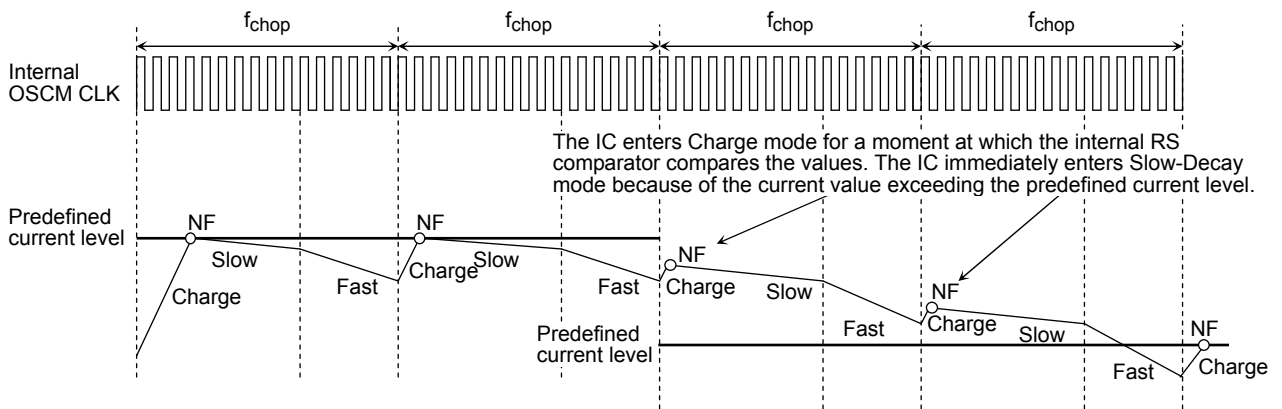 fchop fchop fchop fchop
Internal
OSCM CLK
The IC enters Charge mode for a moment at which the internal RS
comparator compares the values. The IC immediately enters Slow-Decay
mode because of the current value exceeding the predefined current level.
Predefined
current level
NF
Slow
Charge
Fast
NF
Charge
Slow
Fast
NF
Charge
Slow
Fast
Predefined
current level
NF
Charge
Slow
Fast
NF
Charge